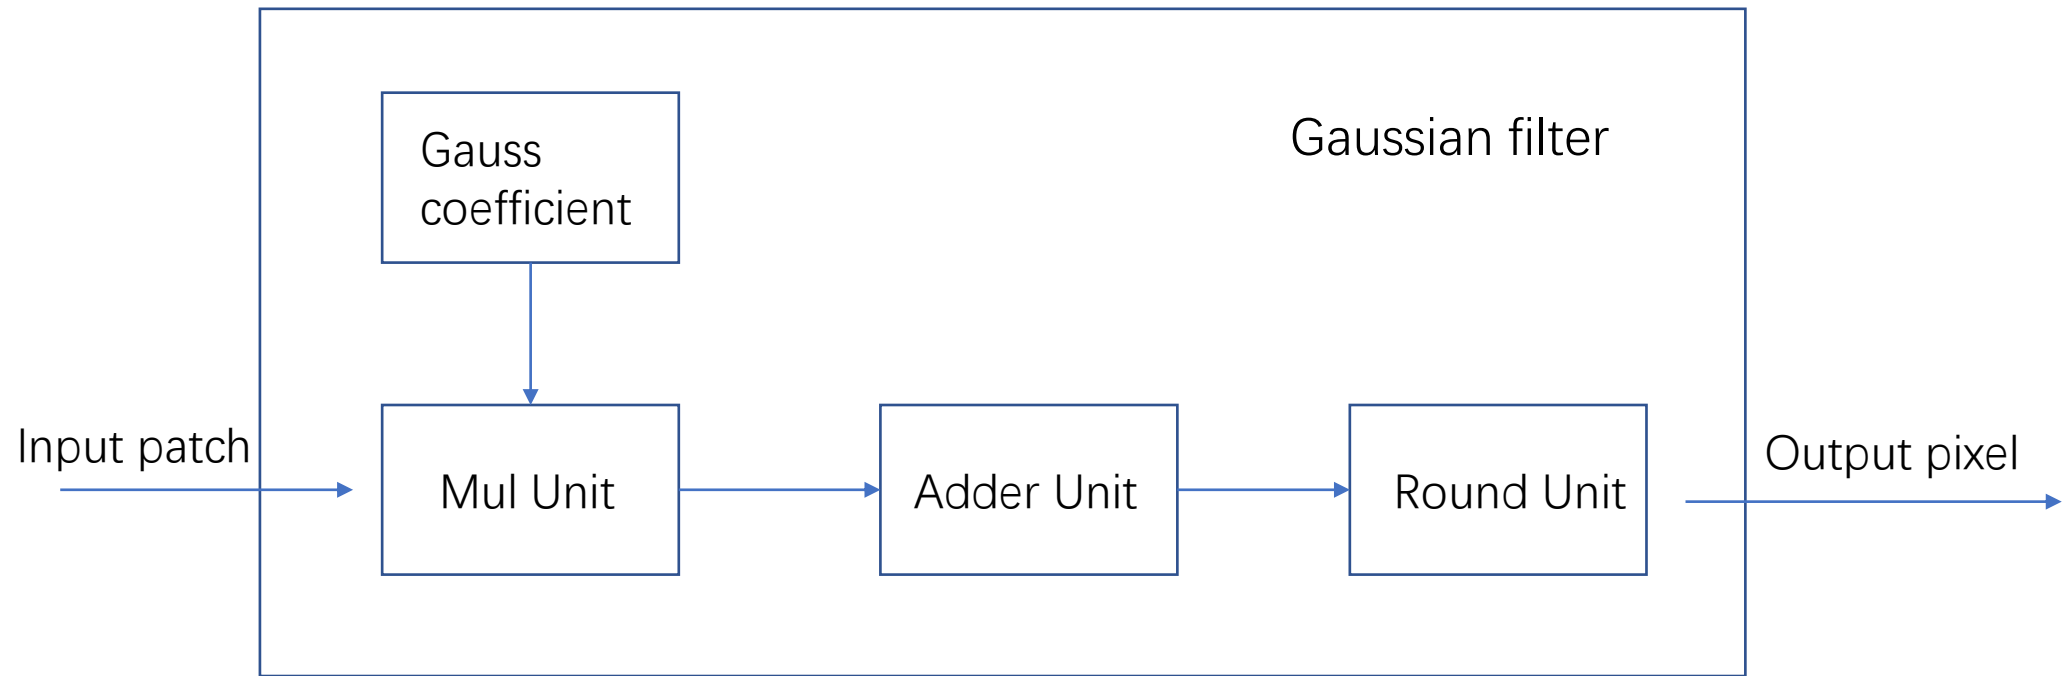 Gauss
coefficient
Gaussian filter
Input patch
Mul Unit
Adder Unit
Round Unit
Output pixel